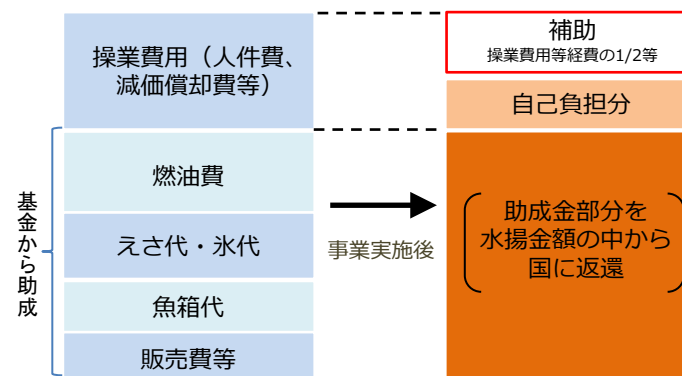 操業費用（人件費、
減価償却費等）
燃油費
えさ代・氷代
魚箱代
販売費等
基金から助成
事業実施後
補助
操業費用等経費の1/2等
自己負担分
助成金部分を
水揚金額の中から
国に返還